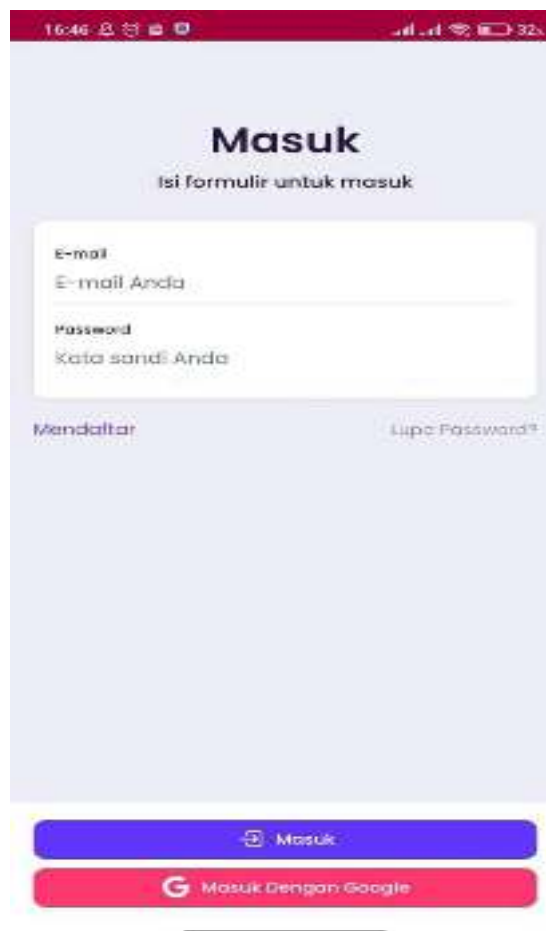 16:46 32%
Masuk
Isi formulir untuk masuk
E-mail
E-mail Anda
Password
Kata sandi Anda
Mendaftar Lupa Password?
Masuk
G Masuk Dengan Google